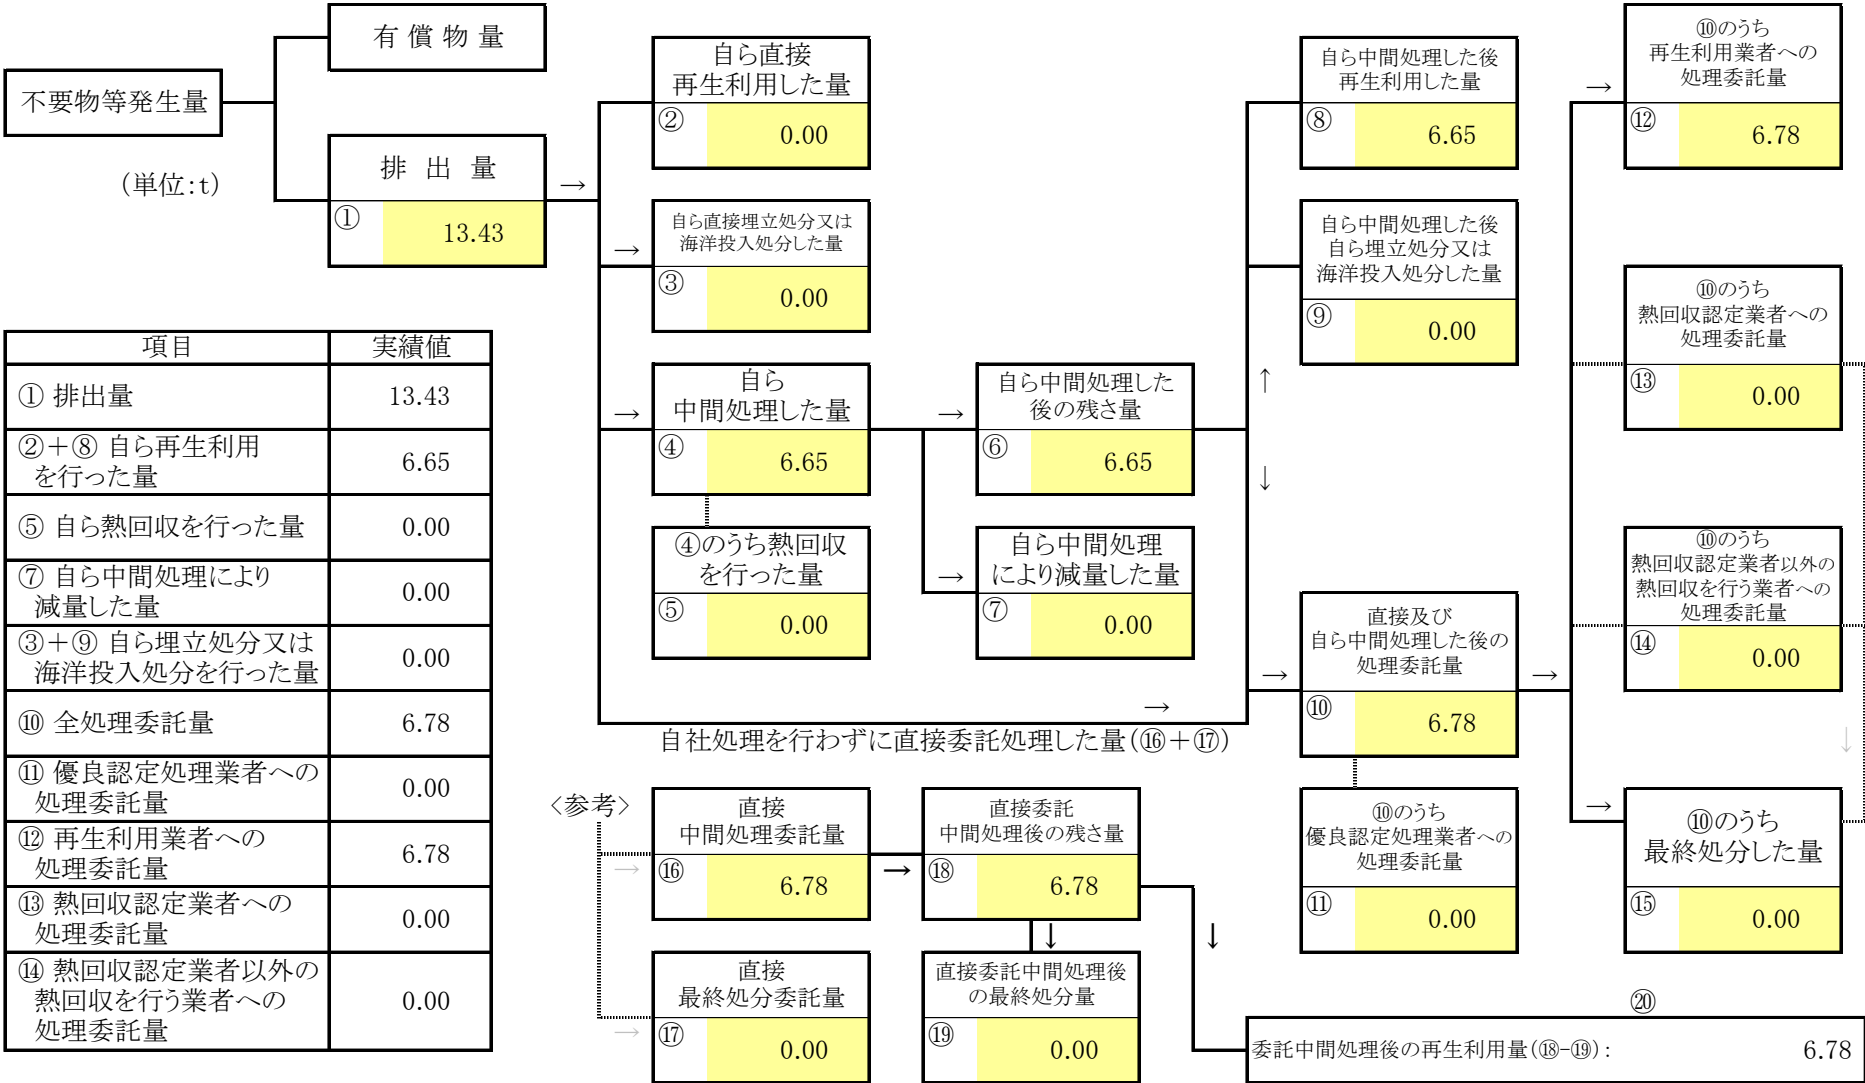 不要物等発生量
(単位:t)
有 償 物 量
排 出 量
① 13.43
→
自ら直接
再生利用した量
② 0.00
→
自ら直接埋立処分又は
海洋投入処分した量
③ 0.00
→
自ら
中間処理した量
④ 6.65
④のうち熱回収
を行った量
⑤ 0.00
→
自ら中間処理した
後の残さ量
⑥ 6.65
→
自ら中間処理
により減量した量
⑦ 0.00
↑
↓
自ら中間処理した後
再生利用した量
⑧ 6.65
自ら中間処理した後
自ら埋立処分又は
海洋投入処分した量
⑨ 0.00
→
自社処理を行わずに直接委託処理した量(⑯+⑰)
→
直接及び
自ら中間処理した後の
処理委託量
⑩ 6.78
⑩のうち
優良認定処理業者への
処理委託量
⑪ 0.00
→
→
⑩のうち
再生利用業者への
処理委託量
⑫ 6.78
⑩のうち
熱回収認定業者への
処理委託量
⑬ 0.00
⑩のうち
熱回収認定業者以外の
熱回収を行う業者への
処理委託量
⑭ 0.00
↓
→
⑩のうち
最終処分した量
⑮ 0.00
項目 実績値
① 排出量 13.43
②+⑧ 自ら再生利用
を行った量 6.65
⑤ 自ら熱回収を行った量 0.00
⑦ 自ら中間処理により
減量した量 0.00
③+⑨ 自ら埋立処分又は
海洋投入処分を行った量 0.00
⑩ 全処理委託量 6.78
⑪ 優良認定処理業者への
処理委託量 0.00
⑫ 再生利用業者への
処理委託量 6.78
⑬ 熱回収認定業者への
処理委託量 0.00
⑭ 熱回収認定業者以外の
熱回収を行う業者への
処理委託量 0.00
<参考>
→
直接
中間処理委託量
⑯ 6.78
→
直接
最終処分委託量
⑰ 0.00
→
直接委託
中間処理後の残さ量
⑱ 6.78
↓
直接委託中間処理後
の最終処分量
⑲ 0.00
↓
⑳
委託中間処理後の再生利用量(⑱-⑲): 6.78